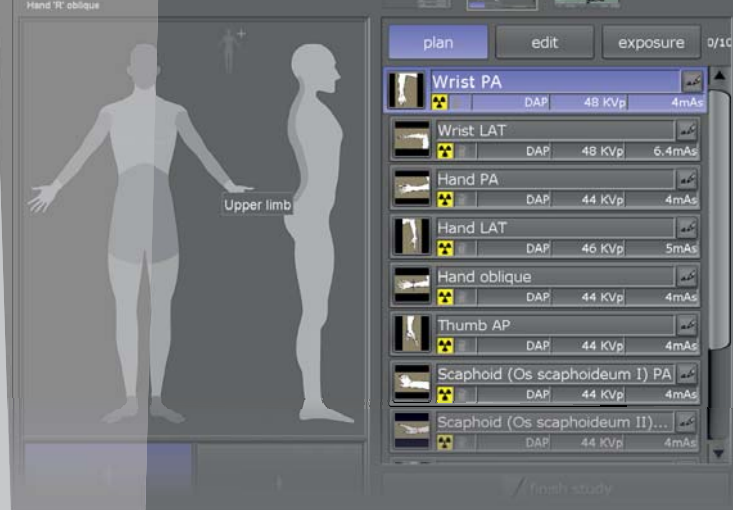 Hand 'R' oblique
plan edit exposure 0/10
Wrist PA
DAP 48 KVp 4mAs
Wrist LAT
DAP 48 KVp 6.4mAs
Hand PA
DAP 44 KVp 4mAs
Upper limb
Hand LAT
DAP 46 KVp 5mAs
Hand oblique
DAP 44 KVp 4mAs
Thumb AP
DAP 44 KVp 4mAs
Scaphoid (Os scaphoideum I) PA
DAP 44 KVp 4mAs
Scaphoid (Os scaphoideum II)...
DAP 44 KVp 4mAs
finish study